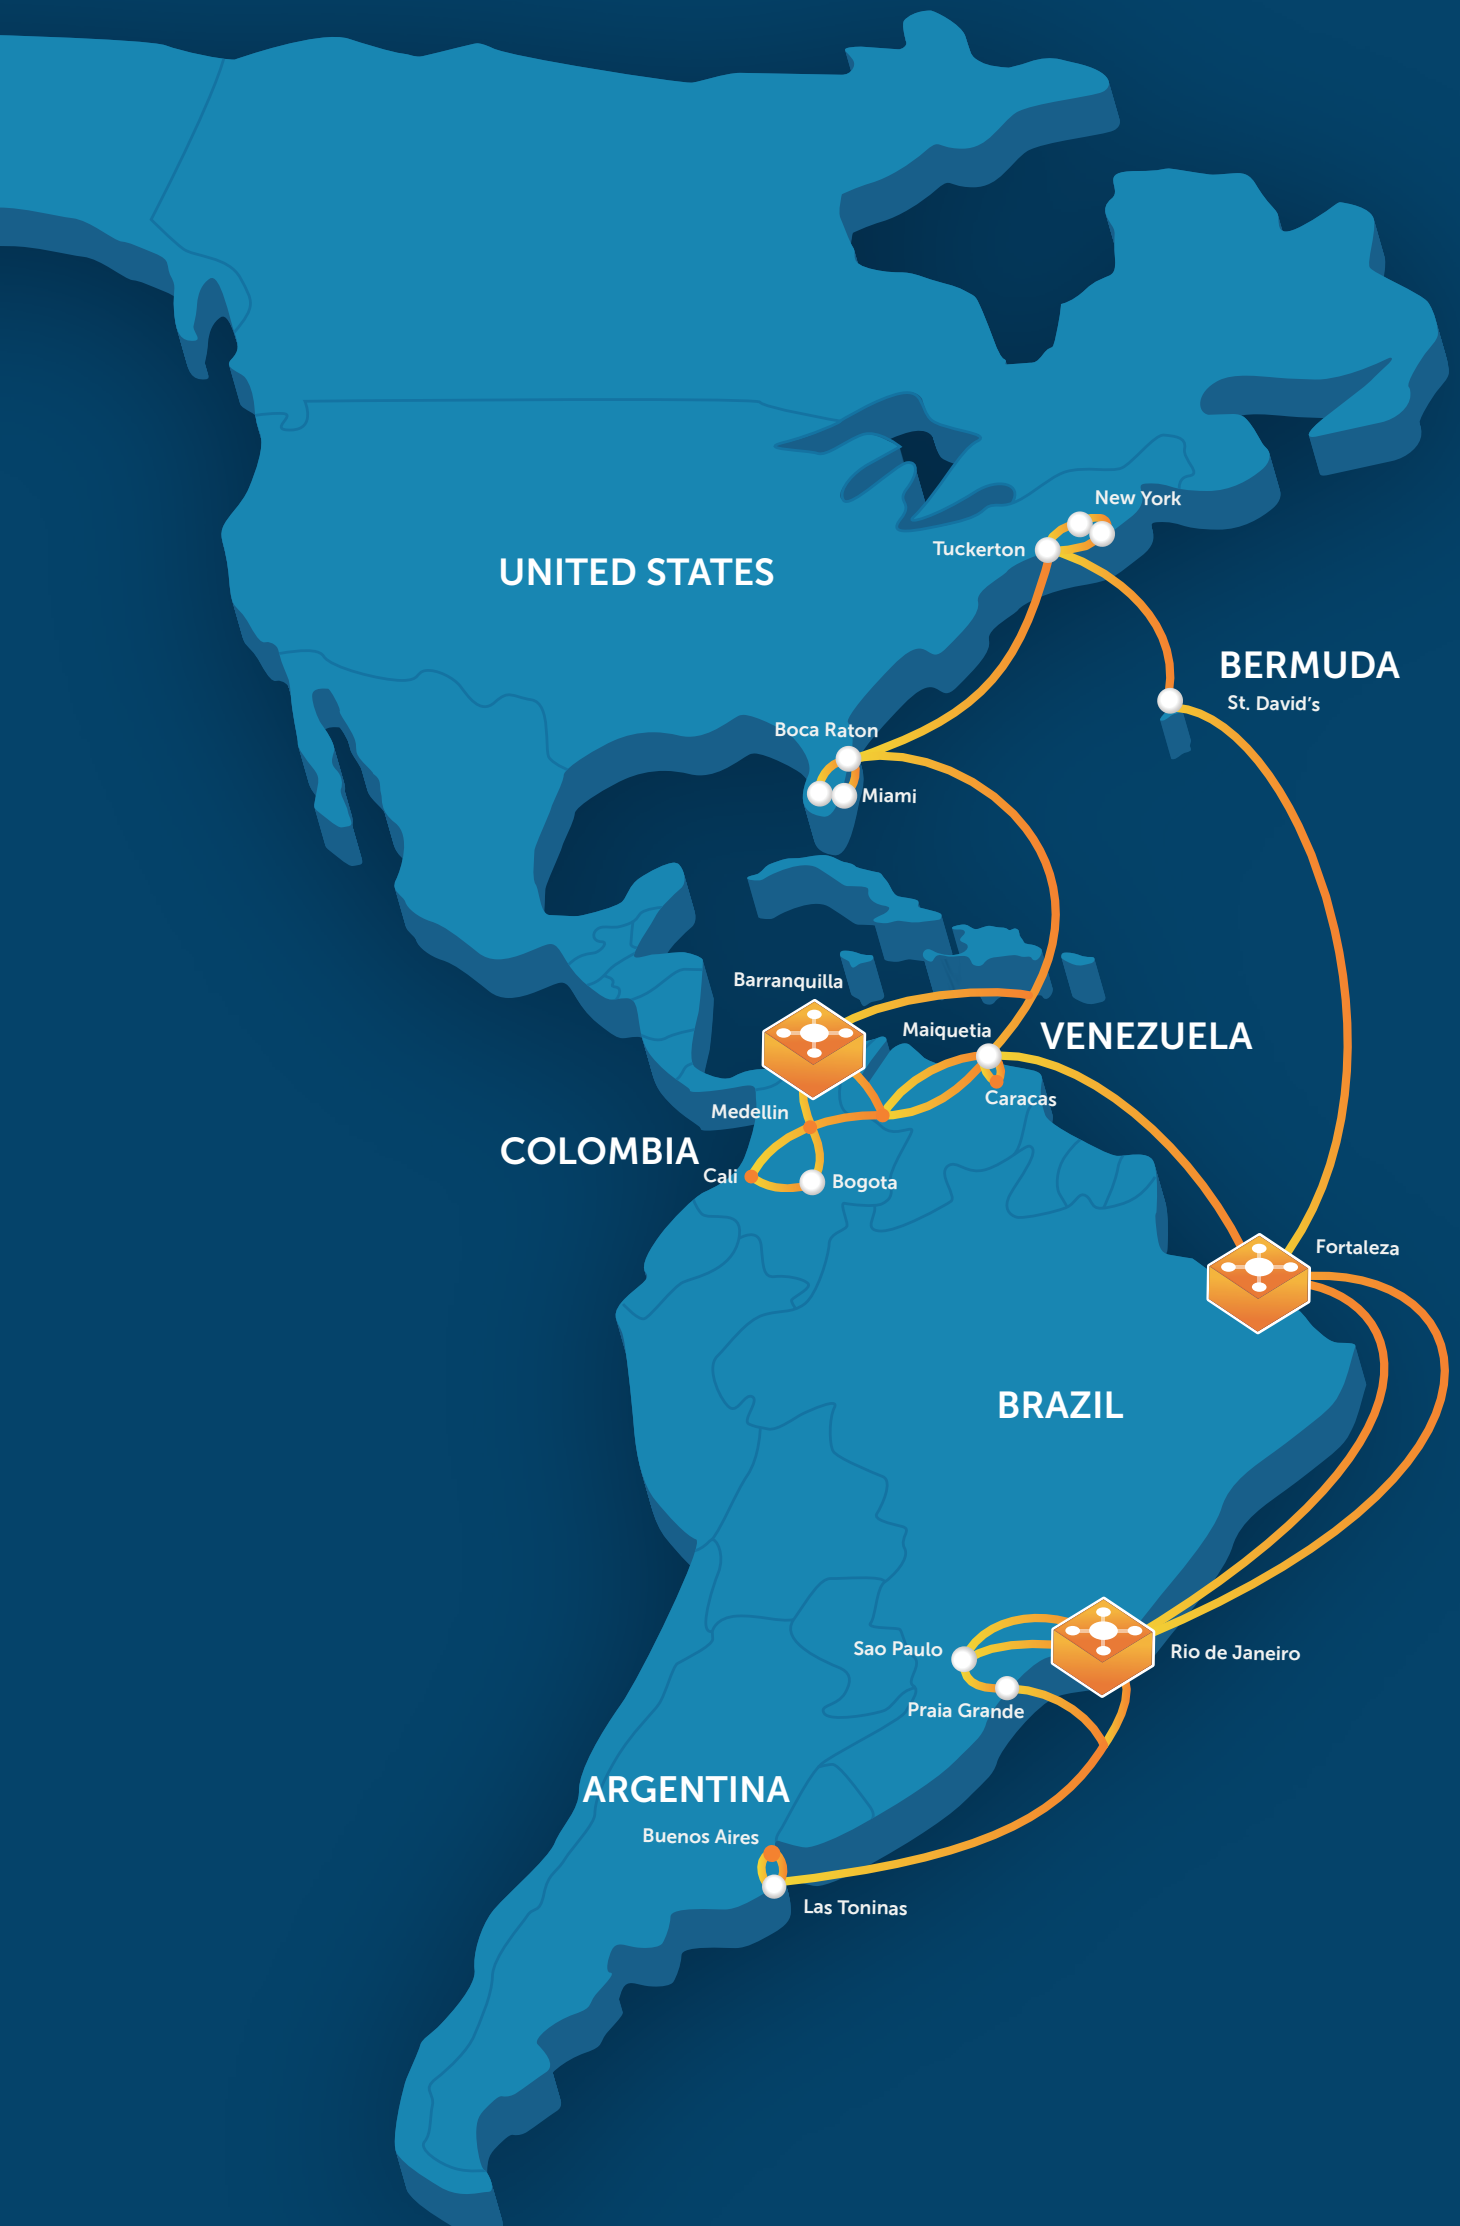 New York
Tuckerton
UNITED STATES
BERMUDA
St. David's
Boca Raton
Miami
Barranquilla
Maiquetia
VENEZUELA
Caracas
Medellin
COLOMBIA
Cali
Bogota
Fortaleza
BRAZIL
Sao Paulo
Rio de Janeiro
Praia Grande
ARGENTINA
Buenos Aires
Las Toninas